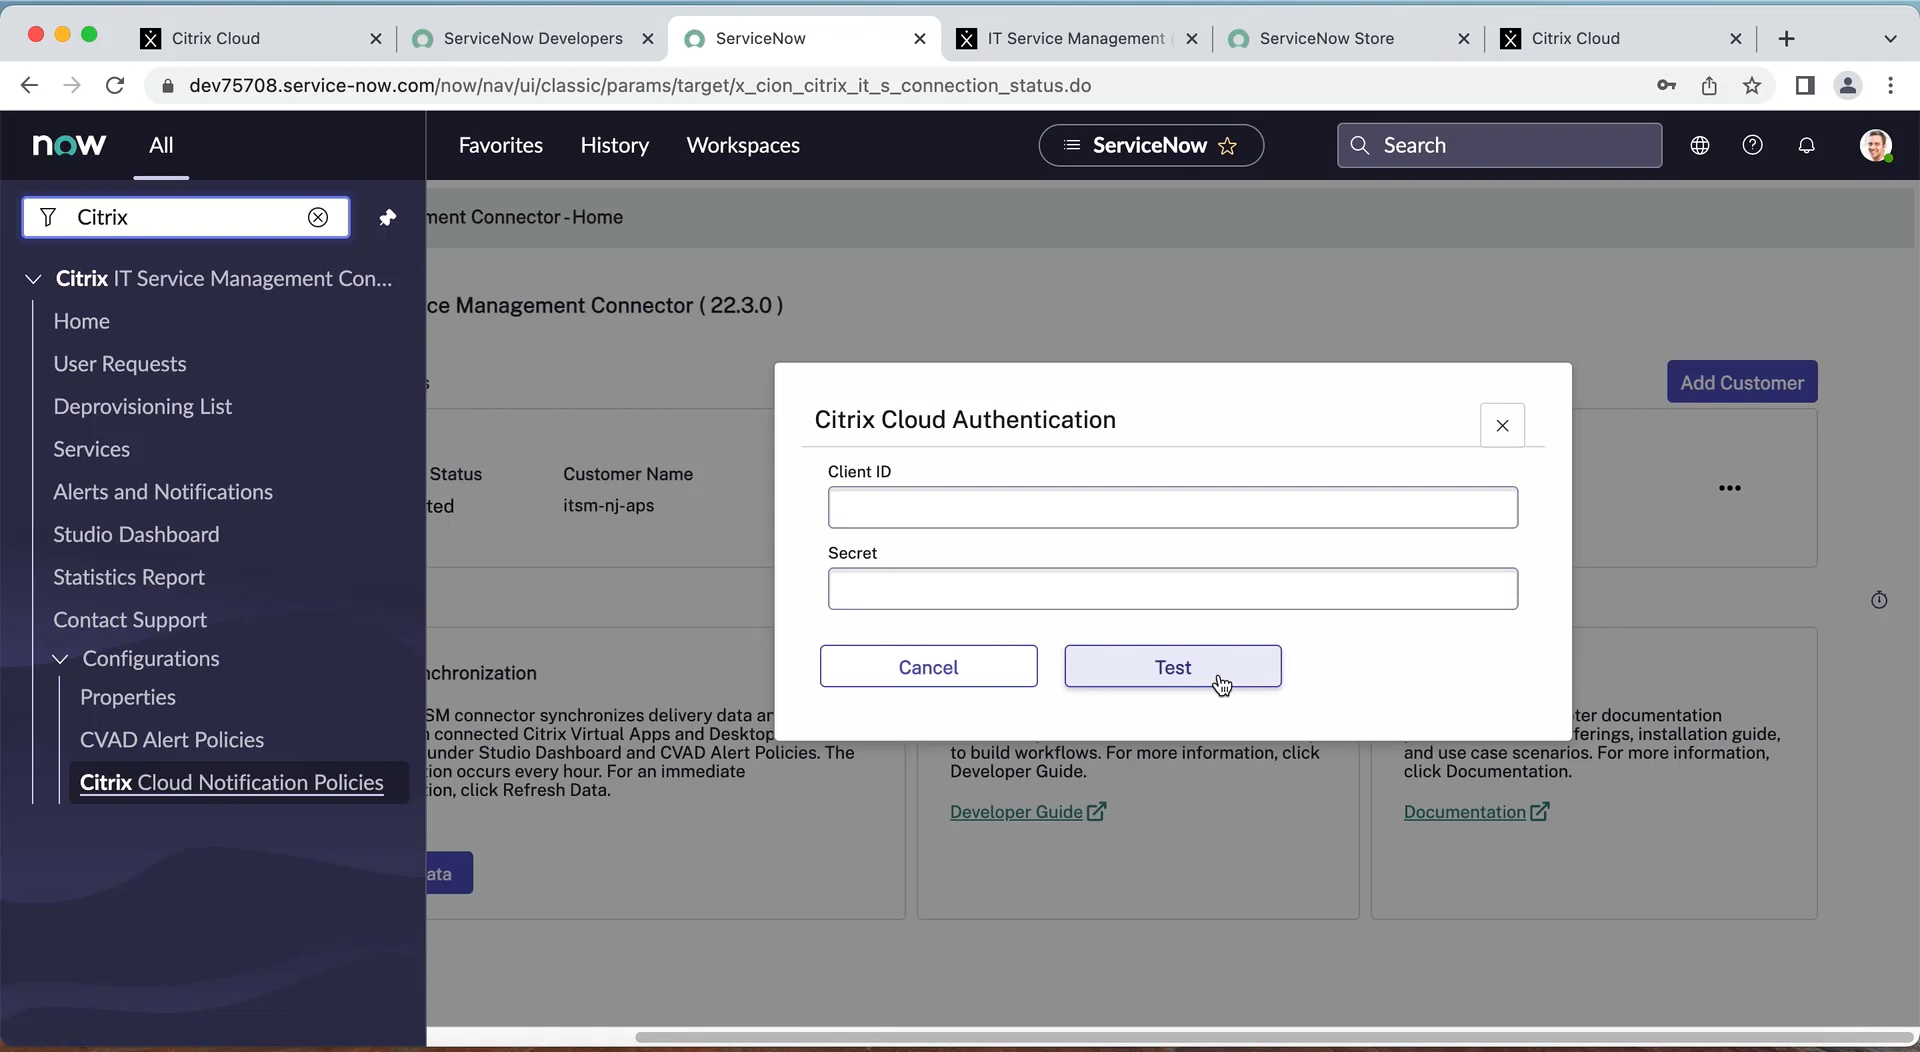 Citrix Cloud
ServiceNow Developers
ServiceNow
IT Service Management
ServiceNow Store
Citrix Cloud
dev75708.service-now.com/now/nav/ui/classic/params/target/x_cion_citrix_it_s_connection_status.do
now
All
Favorites
History
Workspaces
ServiceNow
Search
Citrix
Citrix IT Service Management Con...
Home
User Requests
Deprovisioning List
Services
Alerts and Notifications
Studio Dashboard
Statistics Report
Contact Support
Configurations
Properties
CVAD Alert Policies
Citrix Cloud Notification Policies
ment Connector - Home
ce Management Connector ( 22.3.0 )
s
Add Customer
Status
Customer Name
ted
itsm-nj-aps
Citrix Cloud Authentication
Client ID
Secret
Cancel
Test
nchronization
SM connector synchronizes delivery data an
n connected Citrix Virtual Apps and Desktop
under Studio Dashboard and CVAD Alert Policies. The
ion occurs every hour. For an immediate
ion, click Refresh Data.
ata
to build workflows. For more information, click
Developer Guide.
Developer Guide
ter documentation
ferings, installation guide,
and use case scenarios. For more information,
click Documentation.
Documentation